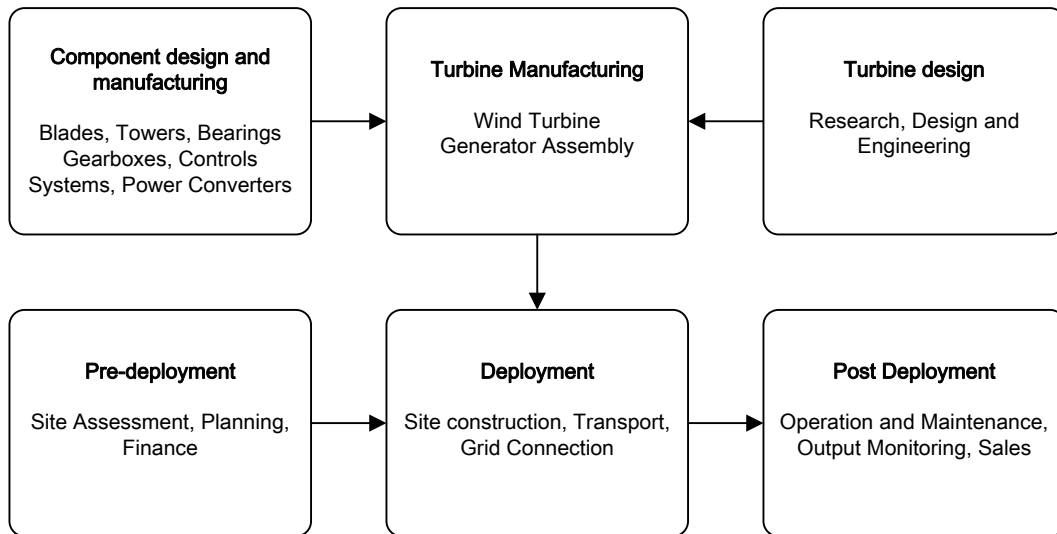 Component design and
manufacturing
Blades, Towers, Bearings
Gearboxes, Controls
Systems, Power Converters
Turbine Manufacturing
Wind Turbine
Generator Assembly
Turbine design
Research, Design and
Engineering
Pre-deployment
Site Assessment, Planning,
Finance
Deployment
Site construction, Transport,
Grid Connection
Post Deployment
Operation and Maintenance,
Output Monitoring, Sales